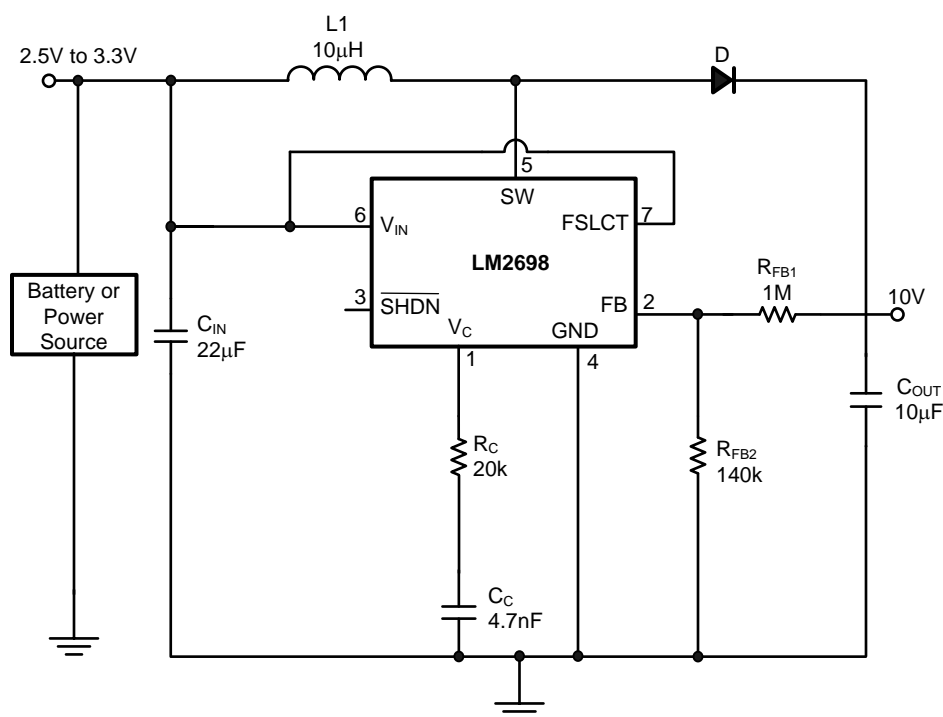 L1
10μH
2.5V to 3.3V
D
5
SW
6
VIN
FSLCT
7
LM2698
3
SHDN
FB
2
VC
GND
1
4
RFB1
1M
10V
Battery or
Power
Source
CIN
22μF
COUT
10μF
RC
20k
RFB2
140k
CC
4.7nF